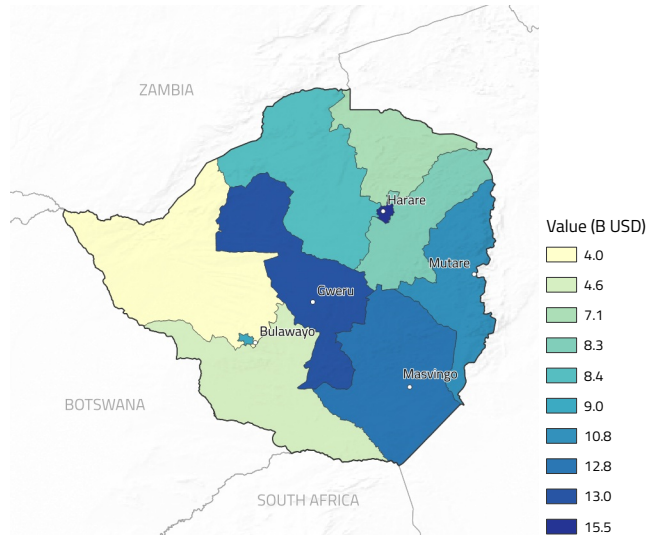 ZAMBIA
Harare
Mutare
Gweru
Bulawayo
Masvingo
BOTSWANA
SOUTH AFRICA
Value (B USD)
4.0
4.6
7.1
8.3
8.4
9.0
10.8
12.8
13.0
15.5